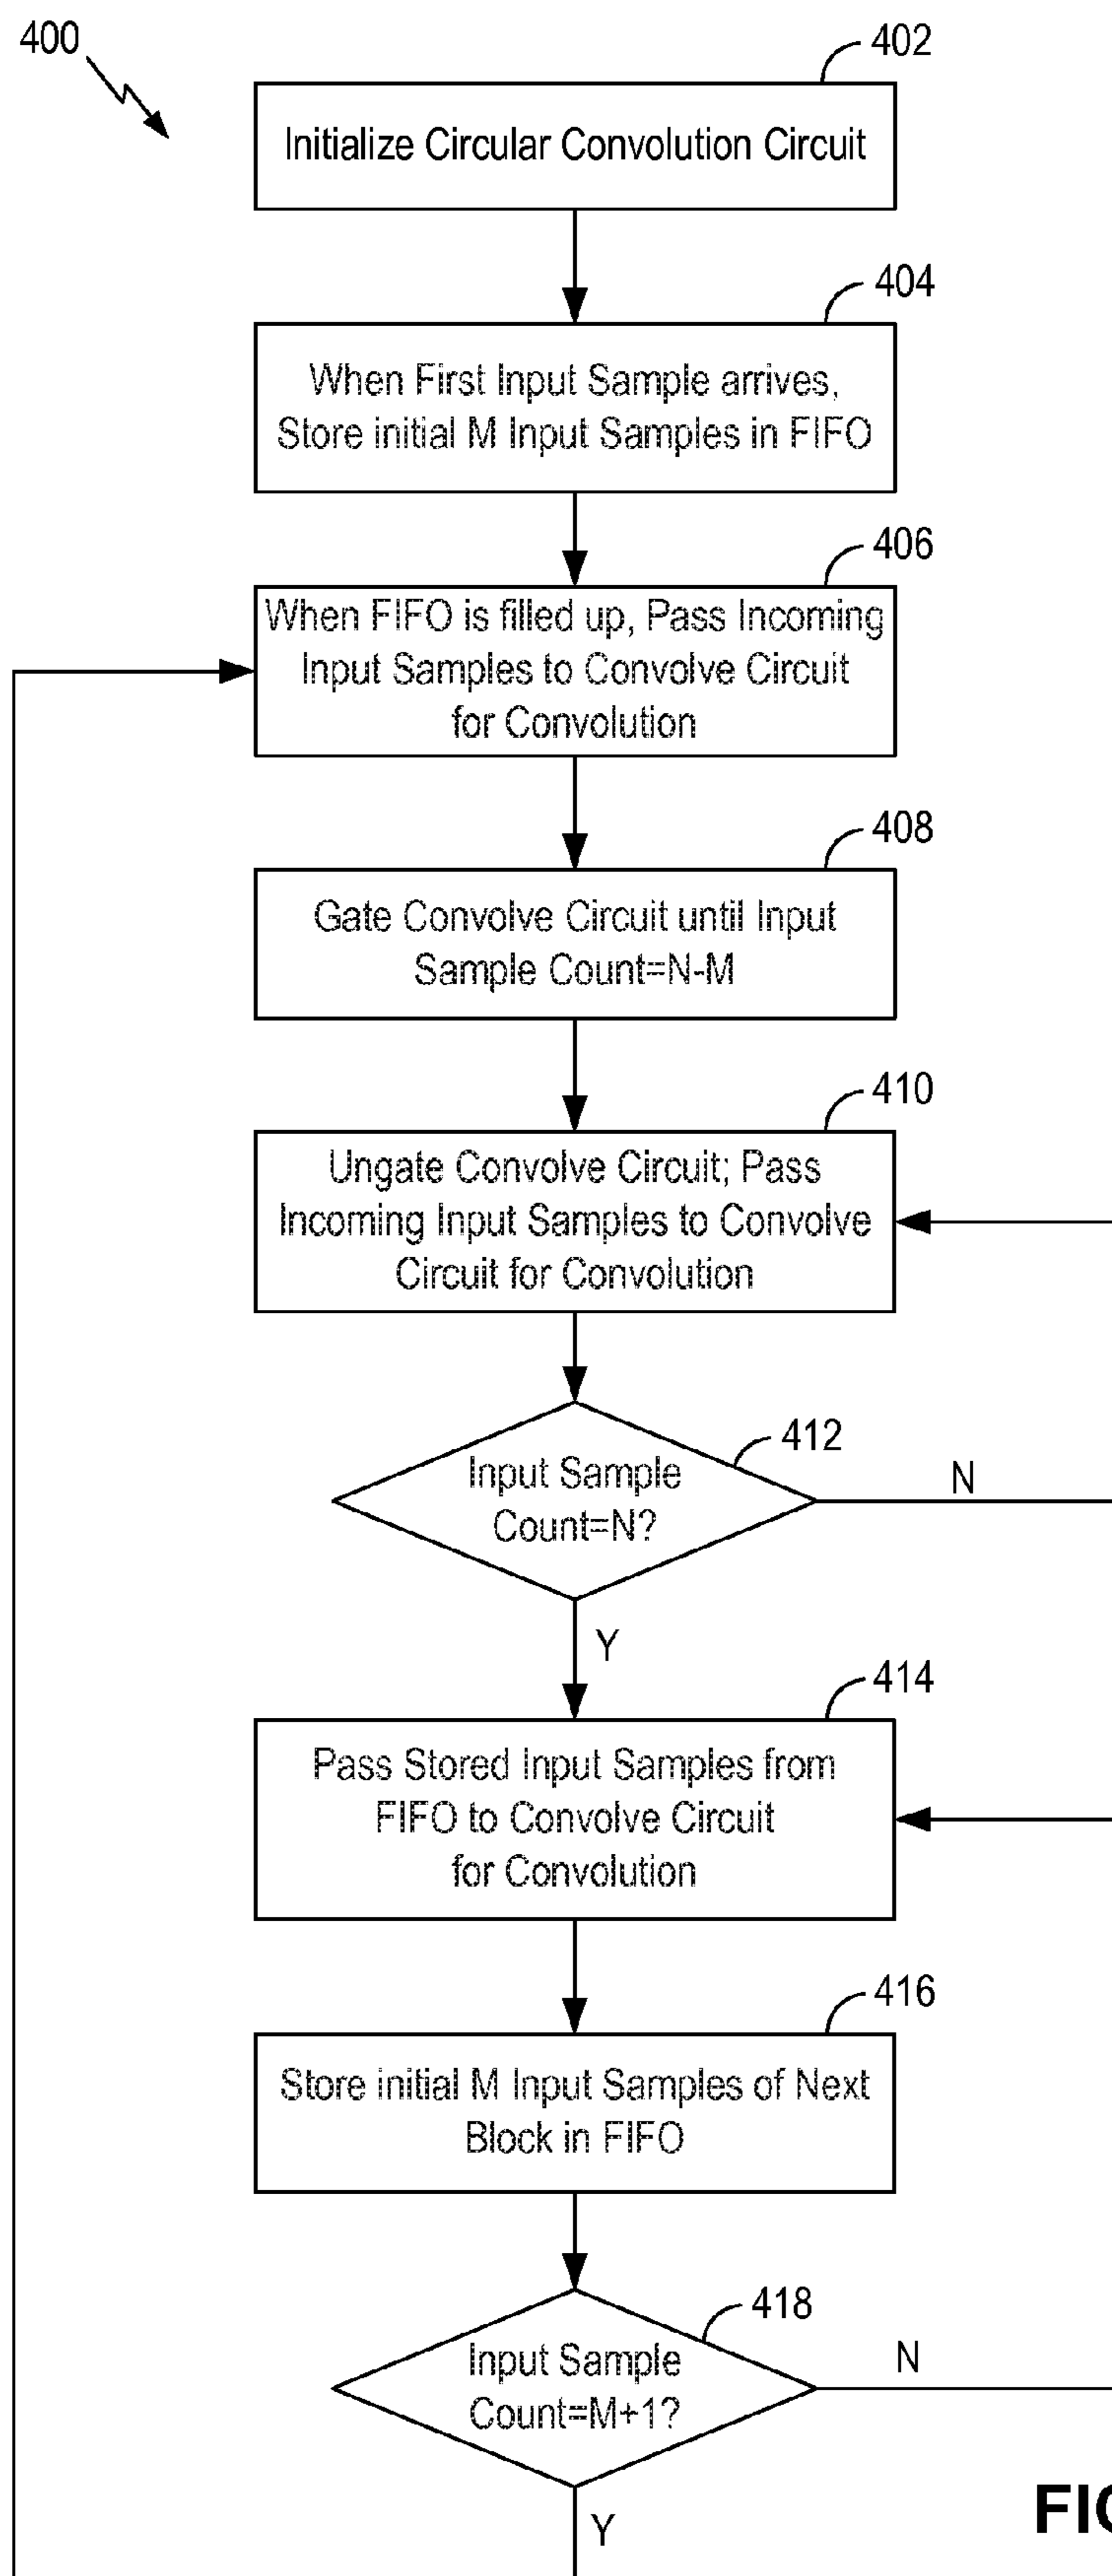 400
402
Initialize Circular Convolution Circuit
404
When First Input Sample arrives,
Store initial M Input Samples in FIFO
406
When FIFO is filled up, Pass Incoming
Input Samples to Convolve Circuit
for Convolution
408
Gate Convolve Circuit until Input
Sample Count=N-M
410
Ungate Convolve Circuit; Pass
Incoming Input Samples to Convolve
Circuit for Convolution
412
Input Sample
Count=N?
N
Y
414
Pass Stored Input Samples from
FIFO to Convolve Circuit
for Convolution
416
Store initial M Input Samples of Next
Block in FIFO
418
Input Sample
Count=M+1?
N
Y